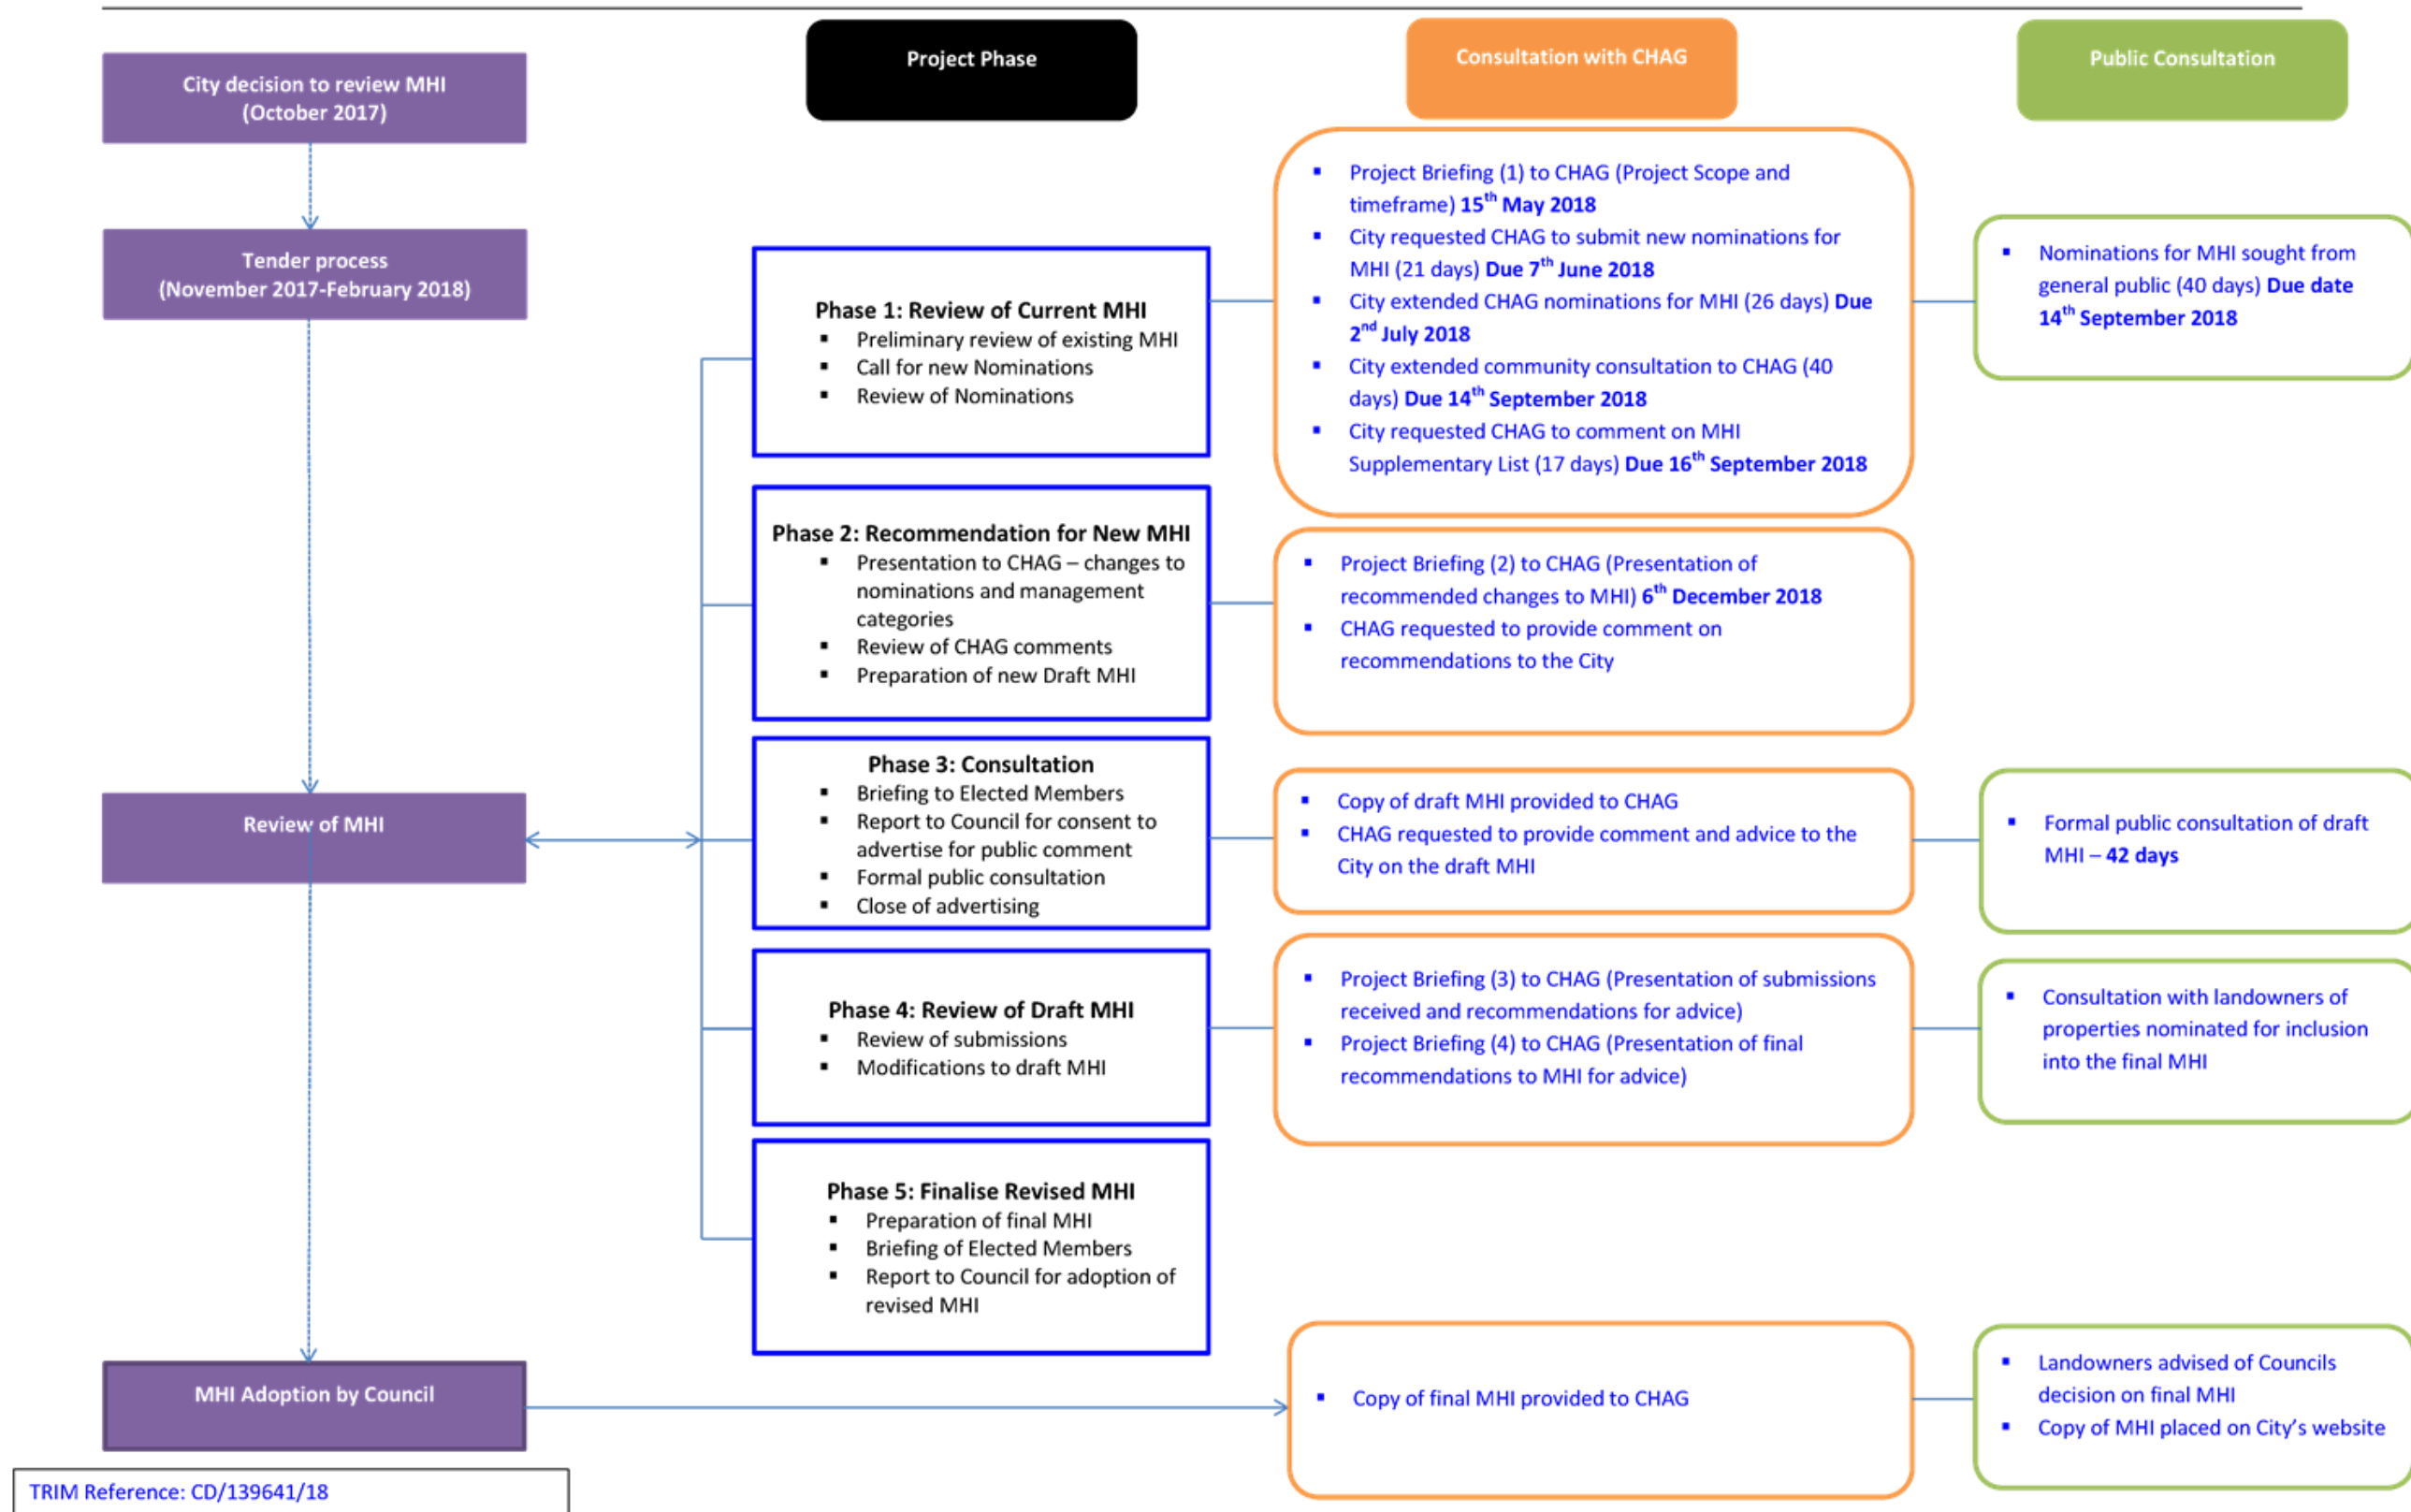 City decision to review MHI
(October 2017)
Tender process
(November 2017-February 2018)
Review of MHI
MHI Adoption by Council
TRIM Reference: CD/139641/18
Project Phase
Phase 1: Review of Current MHI
▪ Preliminary review of existing MHI
▪ Call for new Nominations
▪ Review of Nominations
Phase 2: Recommendation for New MHI
▪ Presentation to CHAG – changes to
nominations and management
categories
▪ Review of CHAG comments
▪ Preparation of new Draft MHI
Phase 3: Consultation
▪ Briefing to Elected Members
▪ Report to Council for consent to
advertise for public comment
▪ Formal public consultation
▪ Close of advertising
Phase 4: Review of Draft MHI
▪ Review of submissions
▪ Modifications to draft MHI
Phase 5: Finalise Revised MHI
▪ Preparation of final MHI
▪ Briefing of Elected Members
▪ Report to Council for adoption of
revised MHI
Consultation with CHAG
▪ Project Briefing (1) to CHAG (Project Scope and
timeframe) 15th May 2018
▪ City requested CHAG to submit new nominations for
MHI (21 days) Due 7th June 2018
▪ City extended CHAG nominations for MHI (26 days) Due
2nd July 2018
▪ City extended community consultation to CHAG (40
days) Due 14th September 2018
▪ City requested CHAG to comment on MHI
Supplementary List (17 days) Due 16th September 2018
▪ Project Briefing (2) to CHAG (Presentation of
recommended changes to MHI) 6th December 2018
▪ CHAG requested to provide comment on
recommendations to the City
▪ Copy of draft MHI provided to CHAG
▪ CHAG requested to provide comment and advice to the
City on the draft MHI
▪ Project Briefing (3) to CHAG (Presentation of submissions
received and recommendations for advice)
▪ Project Briefing (4) to CHAG (Presentation of final
recommendations to MHI for advice)
▪ Copy of final MHI provided to CHAG
Public Consultation
▪ Nominations for MHI sought from
general public (40 days) Due date
14th September 2018
▪ Formal public consultation of draft
MHI – 42 days
▪ Consultation with landowners of
properties nominated for inclusion
into the final MHI
▪ Landowners advised of Councils
decision on final MHI
▪ Copy of MHI placed on City’s website